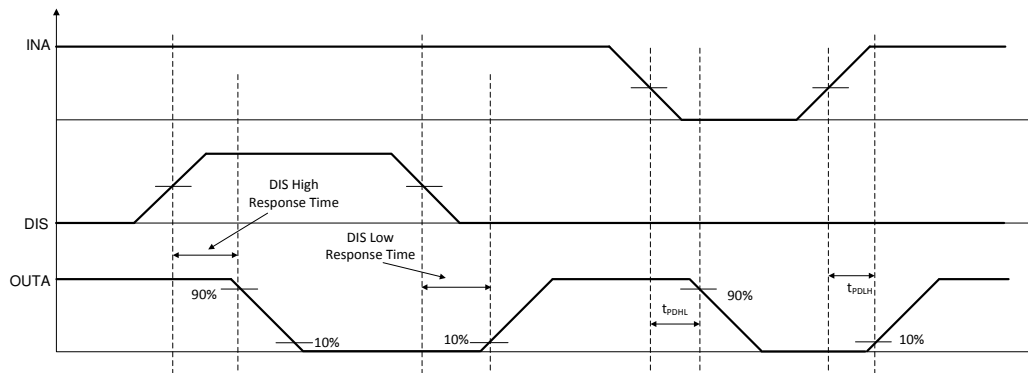 INA
DIS High
Response Time
DIS
DIS Low
Response Time
OUTA
90%
10%
10%
tPDHL
90%
tPDLH
10%